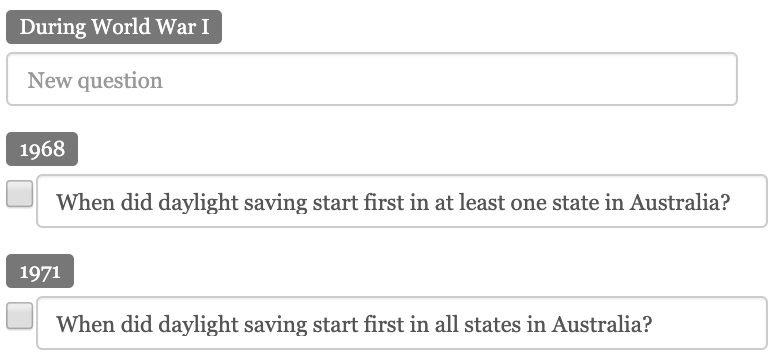 During World War I
New question
1968
When did daylight saving start first in at least one state in Australia?
1971
When did daylight saving start first in all states in Australia?